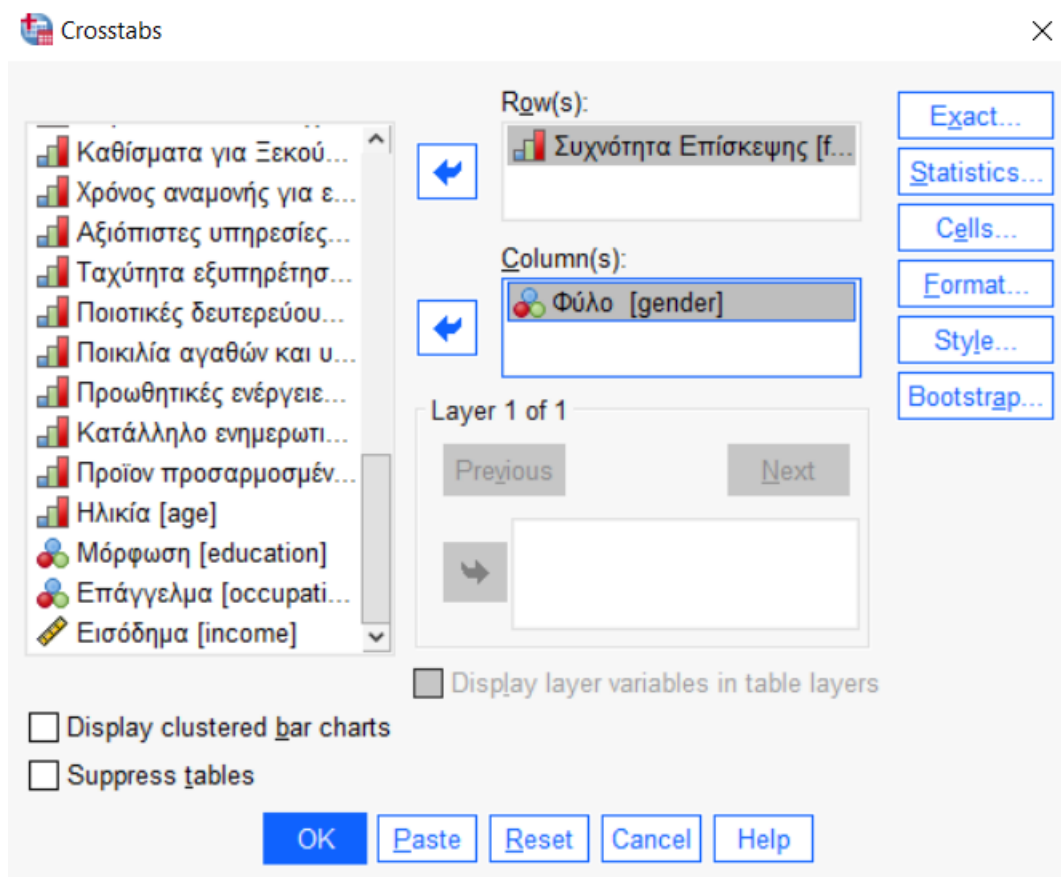 Crosstabs
Καθίσματα για Ξεκού...
Χρόνος αναμονής για ε...
Αξιόπιστες υπηρεσίες...
Ταχύτητα εξυπηρέτησ...
Ποιοτικές δευτερεύου...
Ποικιλία αγαθών και υ...
Προωθητικές ενέργειε...
Κατάλληλο ενημερωτι...
Προϊον προσαρμοσμέν...
Ηλικία [age]
Μόρφωση [education]
Επάγγελμα [occupati...
Εισόδημα [income]
Row(s):
Συχνότητα Επίσκεψης [f...
Column(s):
Φύλο [gender]
Layer 1 of 1
Previous
Next
Display layer variables in table layers
Exact...
Statistics...
Cells...
Format...
Style...
Bootstrap...
Display clustered bar charts
Suppress tables
OK
Paste
Reset
Cancel
Help